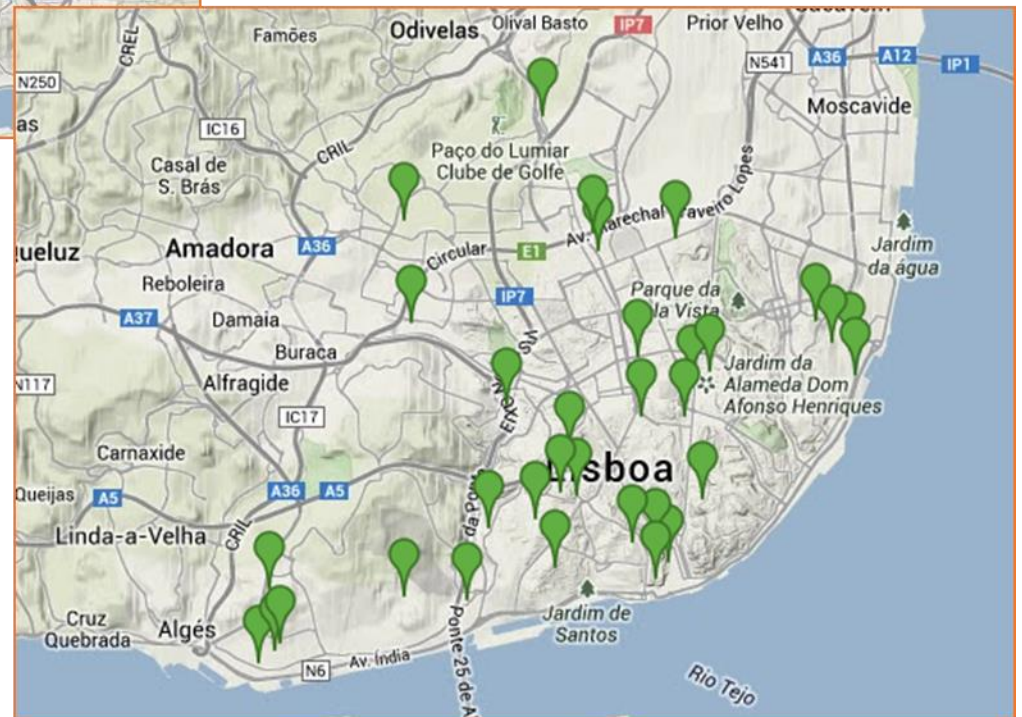 Sacavém
Famões
Odivelas
Olival Basto
IP7
Prior Velho
CREL
N250
N541
A36
A12
IP1
as
Moscavide
IC16
CRIL
Casal de
S. Brás
Paço do Lumiar
Clube de Golfe
ueluz
Amadora
A36
Circular
E1
Av. Marechal Craveiro Lopes
Jardim
da água
Reboleira
IP7
Parque da
la Vista
A37
Damaia
Buraca
N117
Alfragide
Jardim da
Alameda Dom
Afonso Henriques
IC17
Carnaxide
Lisboa
Queijas
A5
A36
A5
Linda-a-Velha
CRIL
Cruz
Quebrada
Algés
Jardim de
Santos
Ponte 25 de A
N6
Av. Índia
Rio Tejo